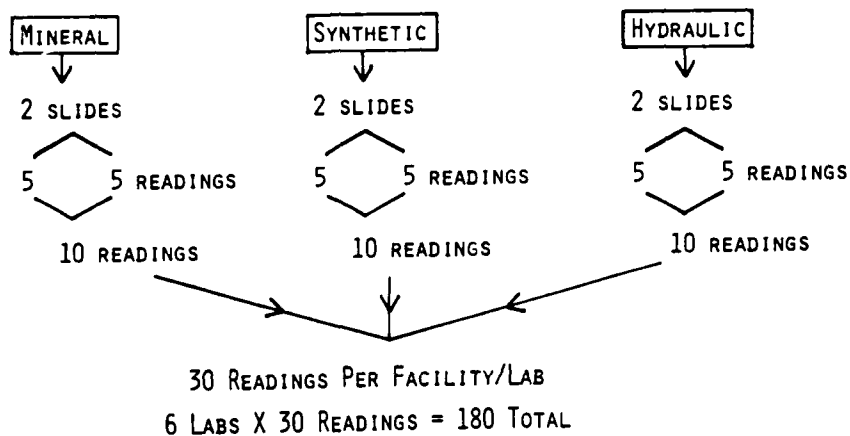 MINERAL SYNTHETIC HYDRAULIC
2 SLIDES 2 SLIDES 2 SLIDES
5 5 READINGS 5 5 READINGS 5 5 READINGS
10 READINGS 10 READINGS 10 READINGS
30 READINGS PER FACILITY/LAB
6 LABS X 30 READINGS = 180 TOTAL